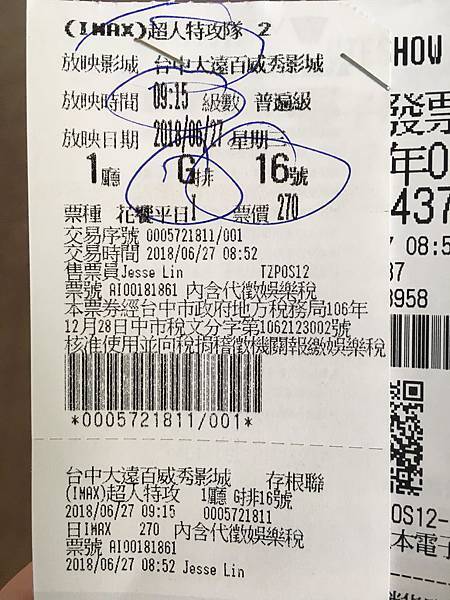 (IMAX)超人特攻隊 2
放映影城 台中大遠百威秀影城
放映時間 09:15 級數 普遍級
放映日期 2018/06/27 星期三
1廳 G排 16號
票種 花饗平日1 票價 270
交易序號 0005721811/001
交易時間 2018/06/27 08:52
售票員Jesse Lin TZPOS12
票號 AI00181861 內含代徵娛樂稅
本票券經台中市政府地方稅務局106年
12月28日中市稅文分字第1062123002號
核准使用並向稅捐稽徵機關報繳娛樂稅
*0005721811/001*
台中大遠百威秀影城 存根聯
(IMAX)超人特攻 1廳 G排16號
2018/06/27 09:15 0005721811
日IMAX 270 內含代徵娛樂稅
票號 AI00181861
2018/06/27 08:52 Jesse Lin
HOW
發票
年0
437
08:5
37
8958
OS12-
本電子